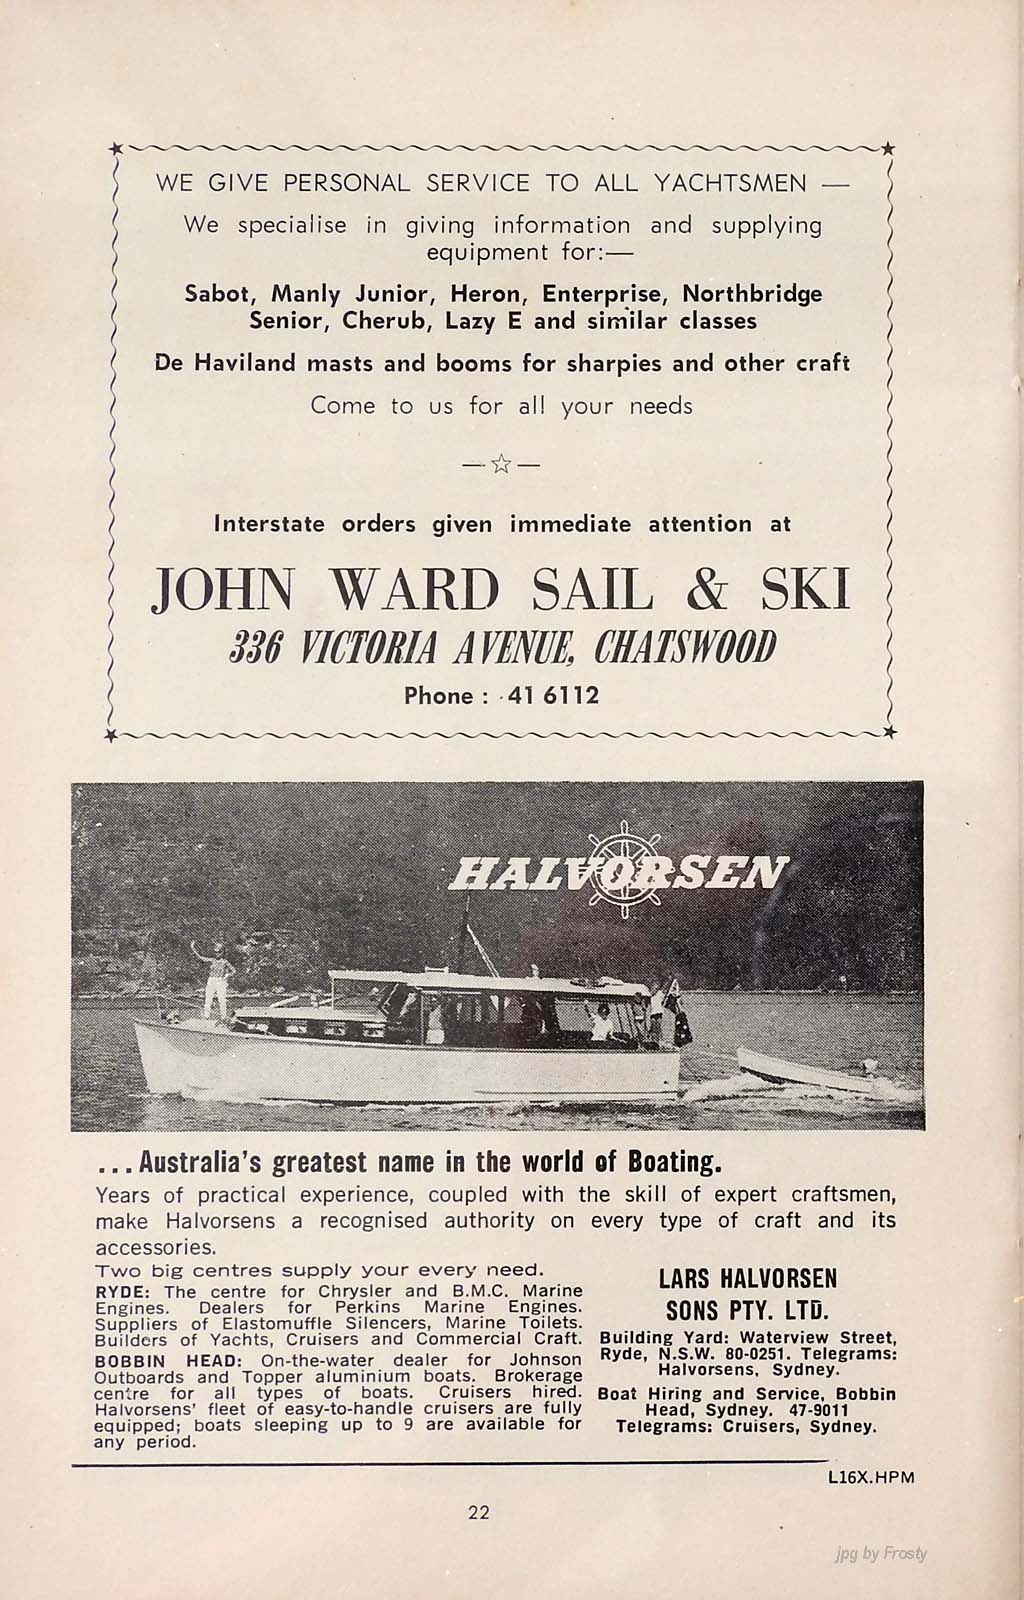 WE GIVE PERSONAL SERVICE TO ALL YACHTSMEN —
We specialise in giving information and supplying
equipment for:—
Sabot, Manly Junior, Heron, Enterprise, Northbridge
Senior, Cherub, Lazy E and similar classes
De Haviland masts and booms for sharpies and other craft
Come to us for all your needs
—☆—
Interstate orders given immediate attention at
JOHN WARD SAIL & SKI
336 VICTORIA AVENUE, CHATSWOOD
Phone : 41 6112
HALVORSEN
...Australia's greatest name in the world of Boating.
Years of practical experience, coupled with the skill of expert craftsmen,
make Halvorsens a recognised authority on every type of craft and its
accessories.
Two big centres supply your every need.
RYDE: The centre for Chrysler and B.M.C. Marine
Engines. Dealers for Perkins Marine Engines.
Suppliers of Elastomuffle Silencers, Marine Toilets.
Builders of Yachts, Cruisers and Commercial Craft.
BOBBIN HEAD: On-the-water dealer for Johnson
Outboards and Topper aluminium boats. Brokerage
centre for all types of boats. Cruisers hired.
Halvorsens' fleet of easy-to-handle cruisers are fully
equipped; boats sleeping up to 9 are available for
any period.
LARS HALVORSEN
SONS PTY. LTD.
Building Yard: Waterview Street,
Ryde, N.S.W. 80-0251. Telegrams:
Halvorsens, Sydney.
Boat Hiring and Service, Bobbin
Head, Sydney. 47-9011
Telegrams: Cruisers, Sydney.
L16X.HPM
22
jpg by Frosty